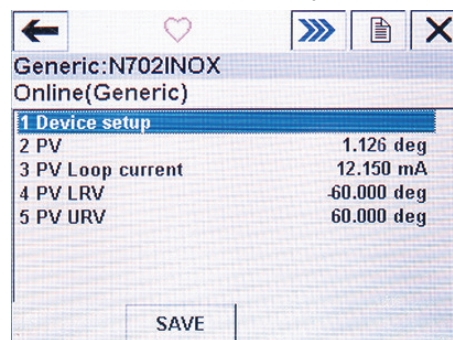 Generic:N702INOX
Online(Generic)
1 Device setup
2 PV 1.126 deg
3 PV Loop current 12.150 mA
4 PV LRV -60.000 deg
5 PV URV 60.000 deg
SAVE